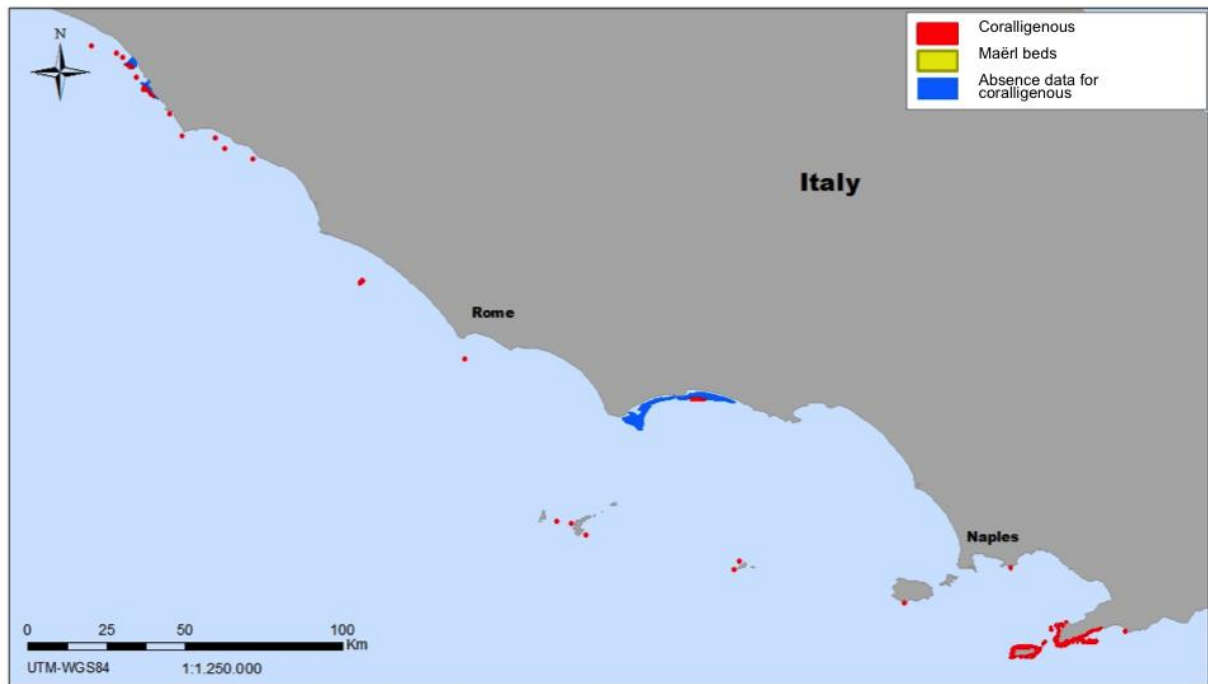 N
Coralligenous
Maërl beds
Absence data for
coralligenous
Italy
Rome
Naples
0 25 50 100
Km
UTM-WGS84 1:1.250.000